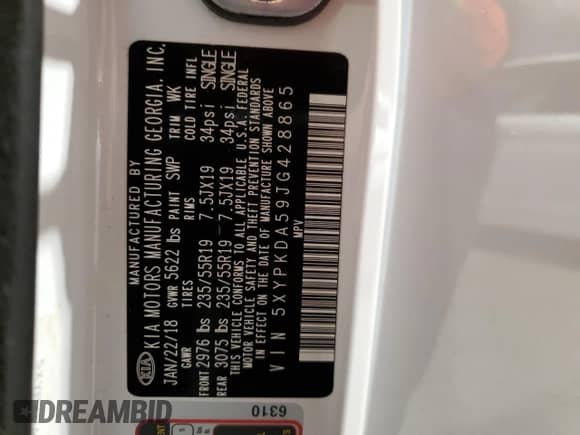 MANUFACTURED BY
KIA KIA MOTORS MANUFACTURING GEORGIA. INC.
JAN/22/18 GVWR 5622 lbs PAINT SWP TRIM WK
GAWR TIRES RIMS COLD TIRE INFL
FRONT 2976 lbs 235/55R19 7.5JX19 34psi SINGLE
REAR 3075 lbs 235/55R19 7.5JX19 34psi SINGLE
THIS VEHICLE CONFORMS TO ALL APPLICABLE U.S.A. FEDERAL
MOTOR VEHICLE SAFETY AND THEFT PREVENTION STANDARDS
IN EFFECT ON THE DATE OF MANUFACTURE SHOWN ABOVE
VIN 5XYPKDA59JG428865
MPV
6310
DREAMBID